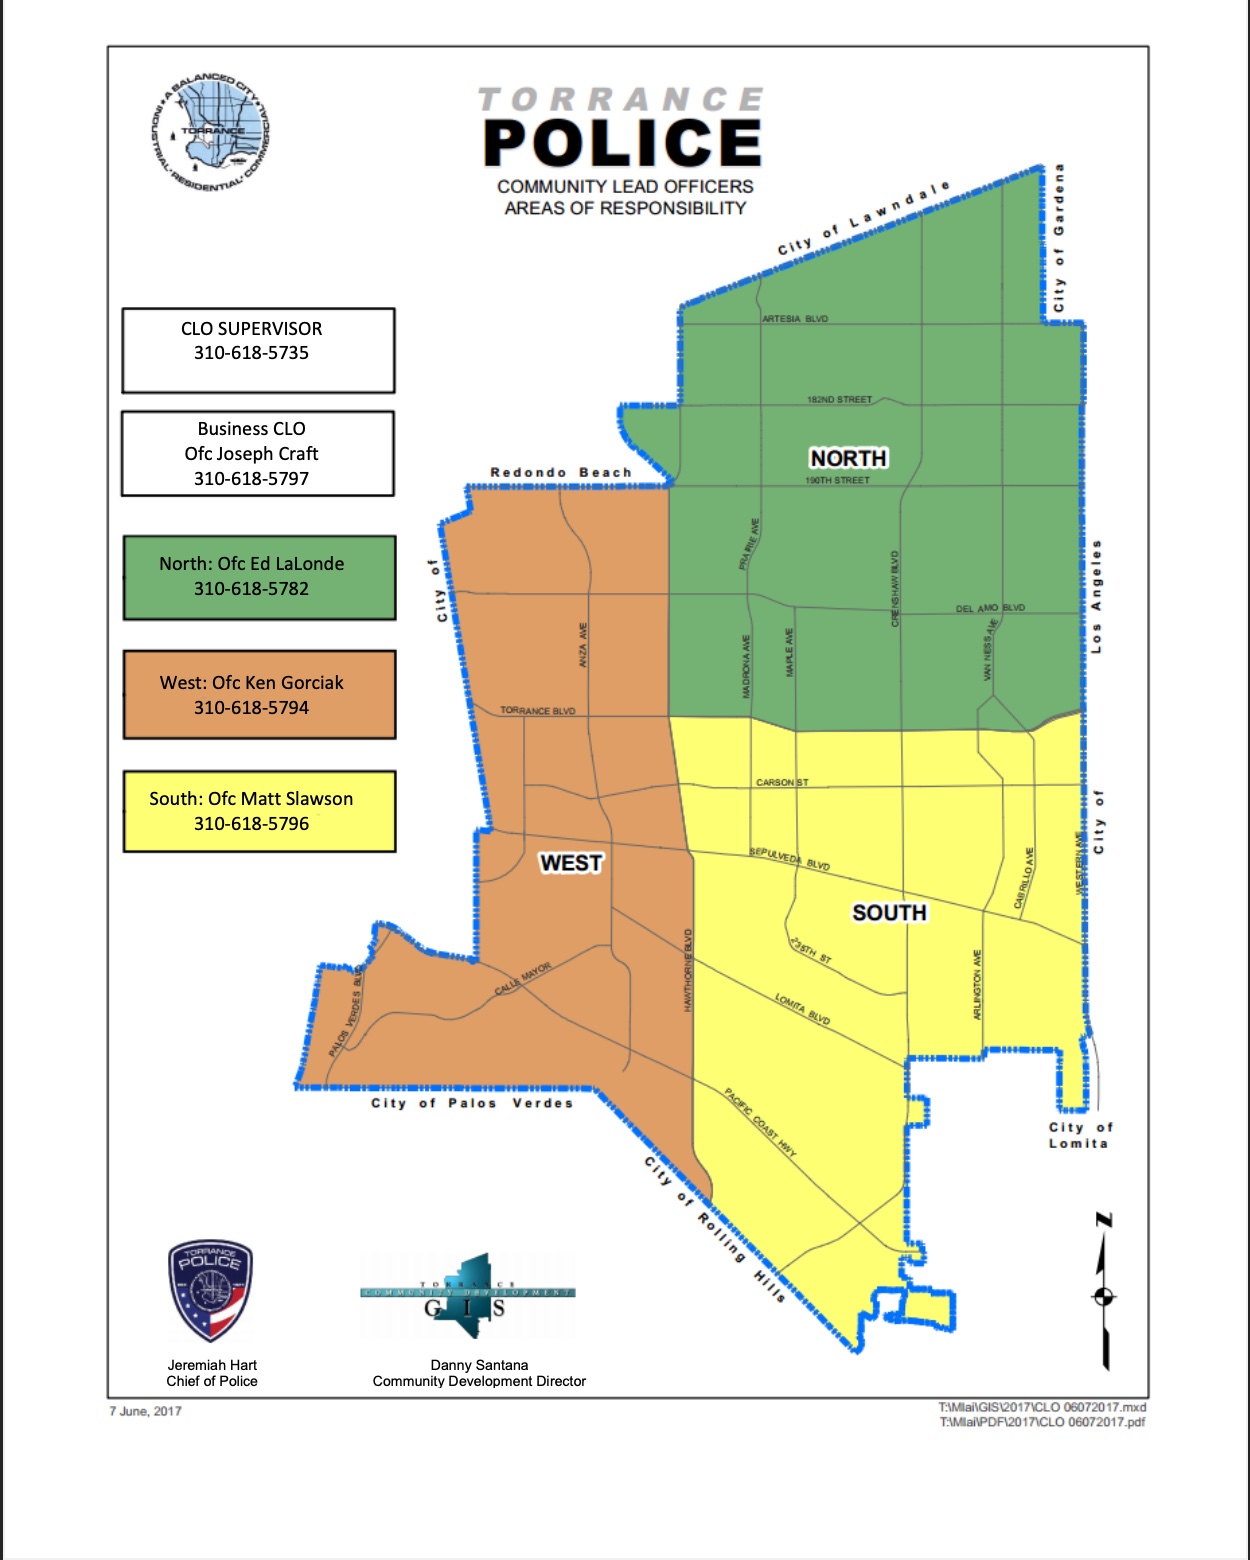 A BALANCED CITY
INDUSTRIAL • RESIDENTIAL • COMMERCIAL
TORRANCE
TORRANCE
POLICE
COMMUNITY LEAD OFFICERS
AREAS OF RESPONSIBILITY
City of Lawndale
City of Gardena
CLO SUPERVISOR
310-618-5735
Business CLO
Ofc Joseph Craft
310-618-5797
North: Ofc Ed LaLonde
310-618-5782
West: Ofc Ken Gorciak
310-618-5794
South: Ofc Matt Slawson
310-618-5796
ARTESIA BLVD
182ND STREET
NORTH
Redondo Beach
190TH STREET
PRAIRIE AVE
CRENSHAW BLVD
City of
Los Angeles
DEL AMO BLVD
ANZA AVE
MADRONA AVE
MAPLE AVE
VAN NESS AVE
TORRANCE BLVD
CARSON ST
City of
WEST
SEPULVEDA BLVD
CABRILLO AVE
WESTERN AVE
SOUTH
235TH ST
HAWTHORNE BLVD
CALLE MAYOR
PALOS VERDES BLVD
LOMITA BLVD
ARLINGTON AVE
City of Palos Verdes
PACIFIC COAST HWY
City of
Lomita
City of Rolling Hills
N
TORRANCE
POLICE
TORRANCE
COMMUNITY DEVELOPMENT
GIS
Jeremiah Hart
Chief of Police
Danny Santana
Community Development Director
7 June, 2017
T:\Mlai\GIS\2017\CLO 06072017.mxd
T:\Mlai\PDF\2017\CLO 06072017.pdf